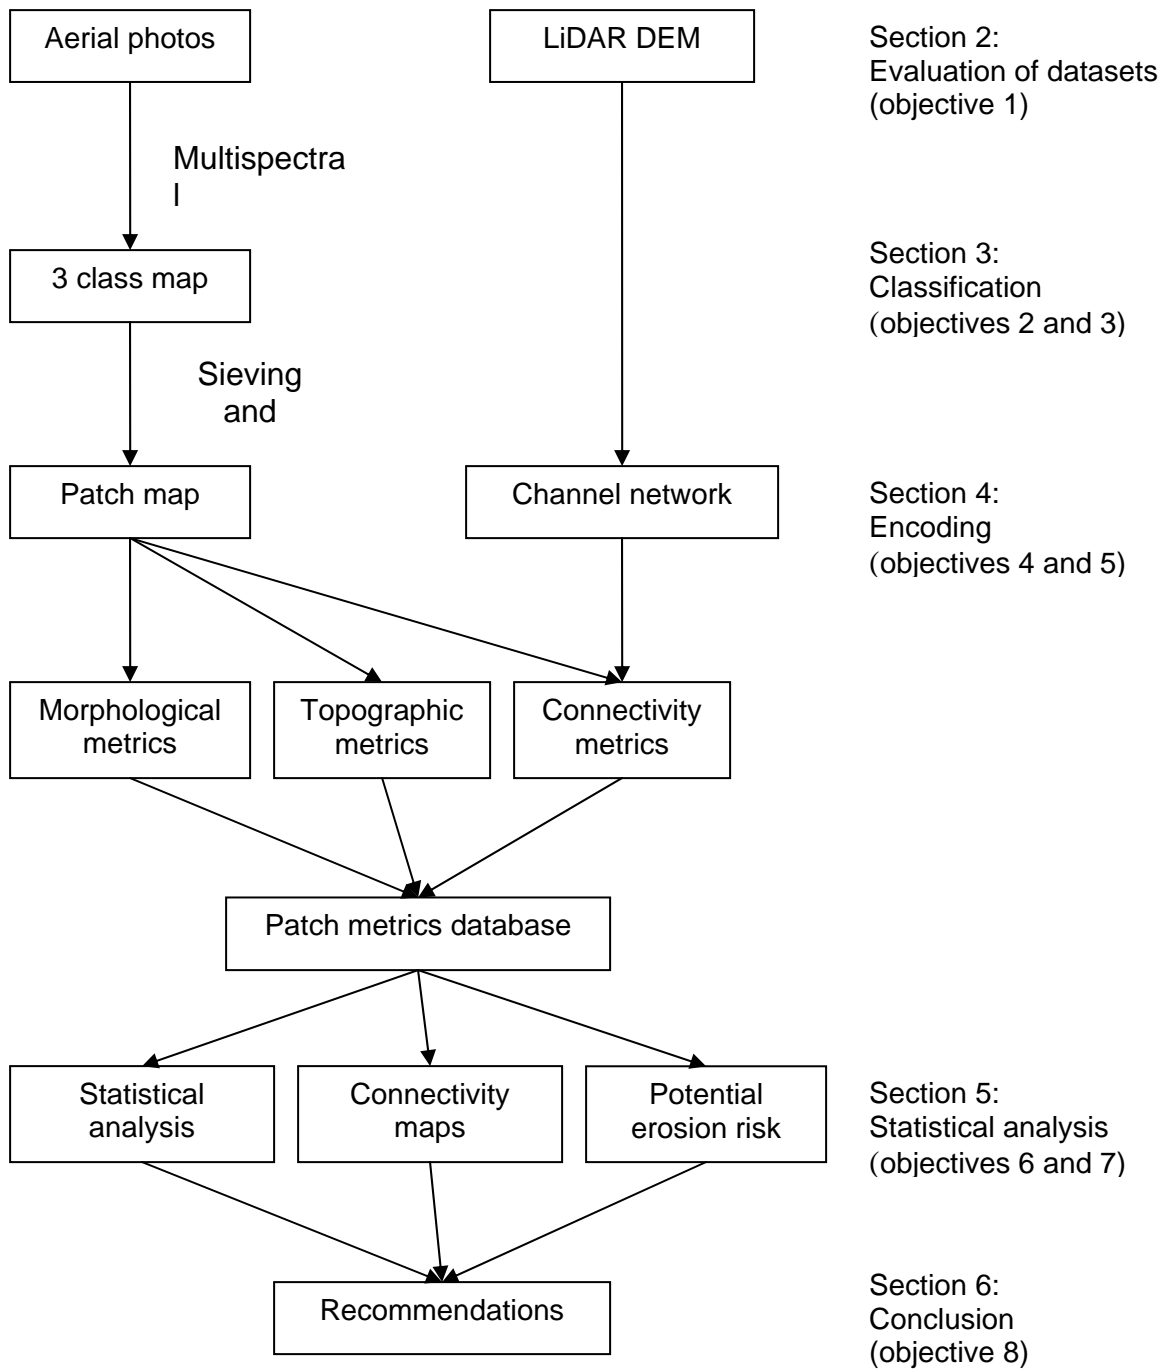 Aerial photos
LiDAR DEM
Section 2:
Evaluation of datasets
(objective 1)
Multispectra
l
3 class map
Section 3:
Classification
(objectives 2 and 3)
Sieving
and
Patch map
Channel network
Section 4:
Encoding
(objectives 4 and 5)
Morphological
metrics
Topographic
metrics
Connectivity
metrics
Patch metrics database
Statistical
analysis
Connectivity
maps
Potential
erosion risk
Section 5:
Statistical analysis
(objectives 6 and 7)
Recommendations
Section 6:
Conclusion
(objective 8)